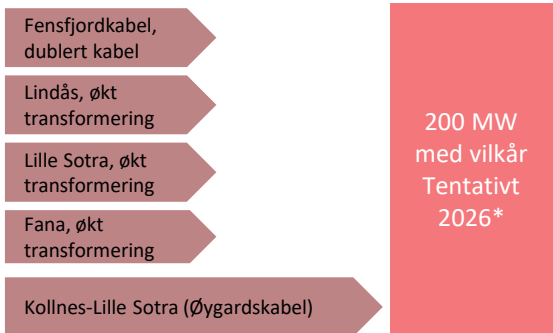 Fensfjordkabel,
dublert kabel
Lindås, økt
transformering
Lille Sotra, økt
transformering
Fana, økt
transformering
Kollnes-Lille Sotra (Øygardskabel)
200 MW
med vilkår
Tentativt
2026*